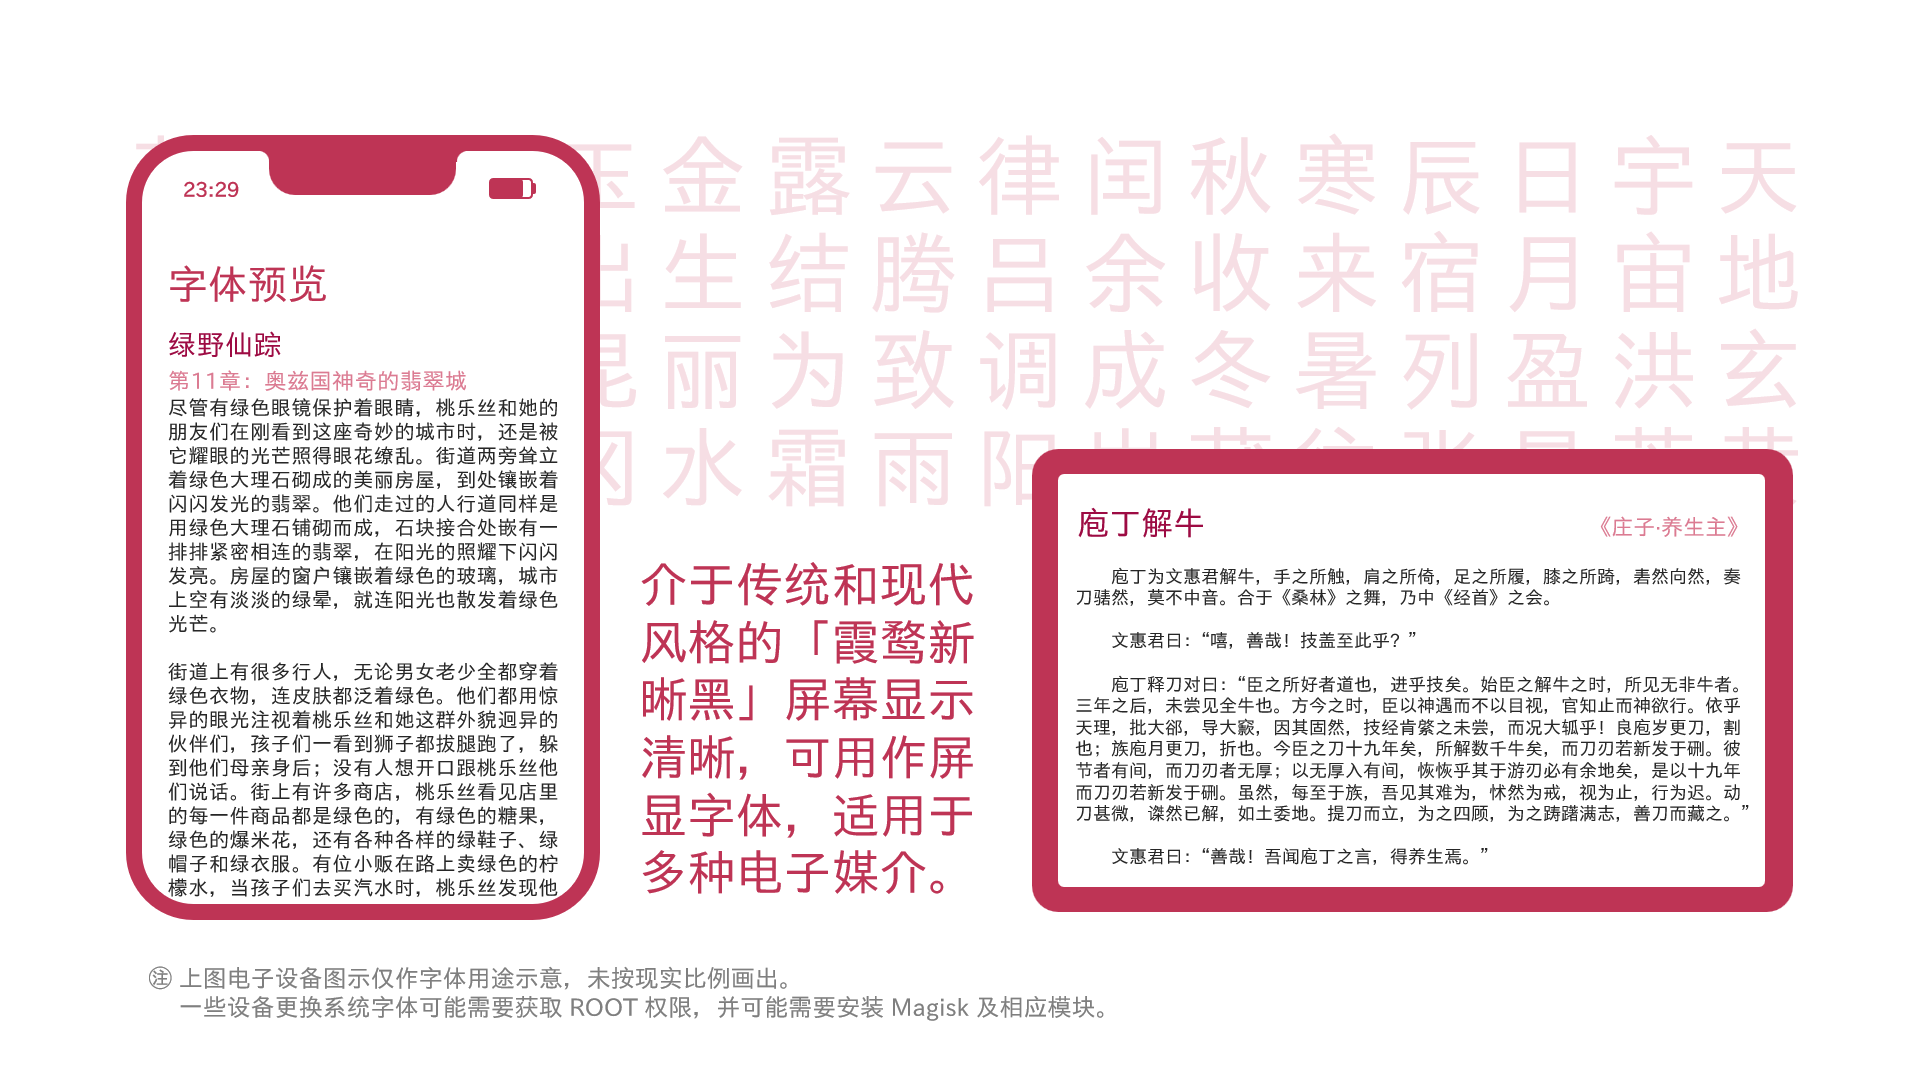 天地玄
宇宙洪
日月盈
辰宿列
寒来暑
秋收冬
闰余成
律吕调阳
云腾致雨
露结为霜
金生丽水
23:29
字体预览
绿野仙踪
第11章：奥兹国神奇的翡翠城
尽管有绿色眼镜保护着眼睛，桃乐丝和她的
朋友们在刚看到这座奇妙的城市时，还是被
它耀眼的光芒照得眼花缭乱。街道两旁耸立
着绿色大理石砌成的美丽房屋，到处镶嵌着
闪闪发光的翡翠。他们走过的人行道同样是
用绿色大理石铺砌而成，石块接合处嵌有一
排排紧密相连的翡翠，在阳光的照耀下闪闪
发亮。房屋的窗户镶嵌着绿色的玻璃，城市
上空有淡淡的绿晕，就连阳光也散发着绿色
光芒。
街道上有很多行人，无论男女老少全都穿着
绿色衣物，连皮肤都泛着绿色。他们都用惊
异的眼光注视着桃乐丝和她这群外貌迥异的
伙伴们，孩子们一看到狮子都拔腿跑了，躲
到他们母亲身后；没有人想开口跟桃乐丝他
们说话。街上有许多商店，桃乐丝看见店里
的每一件商品都是绿色的，有绿色的糖果，
绿色的爆米花，还有各种各样的绿鞋子、绿
帽子和绿衣服。有位小贩在路上卖绿色的柠
檬水，当孩子们去买汽水时，桃乐丝发现他
介于传统和现代
风格的「霞鹜新
晰黑」屏幕显示
清晰，可用作屏
显字体，适用于
多种电子媒介。
庖丁解牛
《庄子·养生主》
庖丁为文惠君解牛，手之所触，肩之所倚，足之所履，膝之所踦，砉然向然，奏
刀騞然，莫不中音。合于《桑林》之舞，乃中《经首》之会。
文惠君曰：“嘻，善哉！技盖至此乎？”
庖丁释刀对曰：“臣之所好者道也，进乎技矣。始臣之解牛之时，所见无非牛者。
三年之后，未尝见全牛也。方今之时，臣以神遇而不以目视，官知止而神欲行。依乎
天理，批大郤，导大窾，因其固然，技经肯綮之未尝，而况大軱乎！良庖岁更刀，割
也；族庖月更刀，折也。今臣之刀十九年矣，所解数千牛矣，而刀刃若新发于硎。彼
节者有间，而刀刃者无厚；以无厚入有间，恢恢乎其于游刃必有余地矣，是以十九年
而刀刃若新发于硎。虽然，每至于族，吾见其难为，怵然为戒，视为止，行为迟。动
刀甚微，謋然已解，如土委地。提刀而立，为之四顾，为之踌躇满志，善刀而藏之。”
文惠君曰：“善哉！吾闻庖丁之言，得养生焉。”
㊟ 上图电子设备图示仅作字体用途示意，未按现实比例画出。
一些设备更换系统字体可能需要获取 ROOT 权限，并可能需要安装 Magisk 及相应模块。